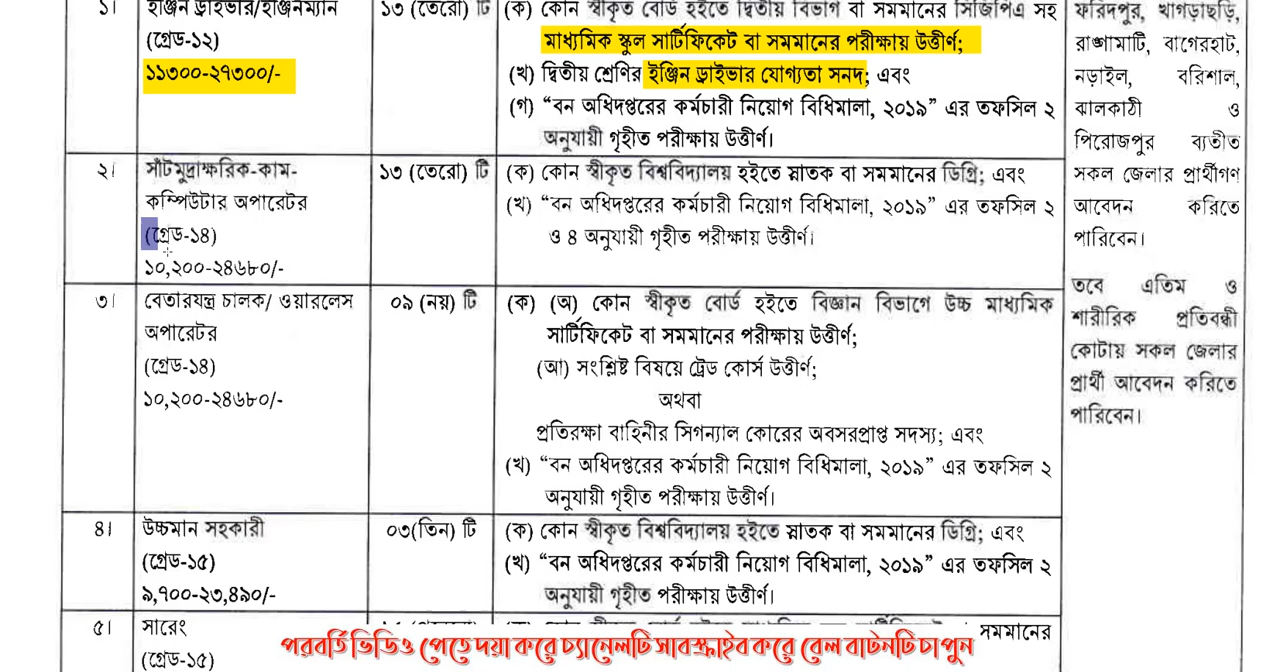 ১।
ইঞ্জিন ড্রাইভার/ইঞ্জিনম্যান
(গ্রেড-১২)
১১৩০০-২৭৩০০/-
১৩ (তেরো) টি
(ক) কোন স্বীকৃত বোর্ড হইতে দ্বিতীয় বিভাগ বা সমমানের সিজিপিএ সহ
মাধ্যমিক স্কুল সার্টিফিকেট বা সমমানের পরীক্ষায় উত্তীর্ণ;
(খ) দ্বিতীয় শ্রেণির ইঞ্জিন ড্রাইভার যোগ্যতা সনদ; এবং
(গ) “বন অধিদপ্তরের কর্মচারী নিয়োগ বিধিমালা, ২০১৯” এর তফসিল ২
অনুযায়ী গৃহীত পরীক্ষায় উত্তীর্ণ।
ফরিদপুর, খাগড়াছড়ি,
রাঙ্গামাটি, বাগেরহাট,
নড়াইল, বরিশাল,
ঝালকাঠী ও
পিরোজপুর ব্যতীত
সকল জেলার প্রার্থীগণ
আবেদন করিতে
পারিবেন।
তবে এতিম ও
শারীরিক প্রতিবন্ধী
কোটায় সকল জেলার
প্রার্থী আবেদন করিতে
পারিবেন।
২।
সাঁটমুদ্রাক্ষরিক-কাম-
কম্পিউটার অপারেটর
(গ্রেড-১৪)
১০,২০০-২৪৬৮০/-
১৩ (তেরো) টি
(ক) কোন স্বীকৃত বিশ্ববিদ্যালয় হইতে স্নাতক বা সমমানের ডিগ্রি; এবং
(খ) “বন অধিদপ্তরের কর্মচারী নিয়োগ বিধিমালা, ২০১৯” এর তফসিল ২
ও ৪ অনুযায়ী গৃহীত পরীক্ষায় উত্তীর্ণ।
৩।
বেতারযন্ত্র চালক/ ওয়ারলেস
অপারেটর
(গ্রেড-১৪)
১০,২০০-২৪৬৮০/-
০৯ (নয়) টি
(ক) (অ) কোন স্বীকৃত বোর্ড হইতে বিজ্ঞান বিভাগে উচ্চ মাধ্যমিক
সার্টিফিকেট বা সমমানের পরীক্ষায় উত্তীর্ণ;
(আ) সংশ্লিষ্ট বিষয়ে ট্রেড কোর্স উত্তীর্ণ;
অথবা
প্রতিরক্ষা বাহিনীর সিগন্যাল কোরের অবসরপ্রাপ্ত সদস্য; এবং
(খ) “বন অধিদপ্তরের কর্মচারী নিয়োগ বিধিমালা, ২০১৯” এর তফসিল ২
অনুযায়ী গৃহীত পরীক্ষায় উত্তীর্ণ।
৪।
উচ্চমান সহকারী
(গ্রেড-১৫)
৯,৭০০-২৩,৪৯০/-
০৩(তিন) টি
(ক) কোন স্বীকৃত বিশ্ববিদ্যালয় হইতে স্নাতক বা সমমানের ডিগ্রি; এবং
(খ) “বন অধিদপ্তরের কর্মচারী নিয়োগ বিধিমালা, ২০১৯” এর তফসিল ২
অনুযায়ী গৃহীত পরীক্ষায় উত্তীর্ণ।
৫।
সারেং
(গ্রেড-১৫)
সমমানের
পরবর্তি ভিডিও পেতে দয়া করে চ্যানেলটি সাবস্ক্রাইব করে বেল বাটনটি চাপুন